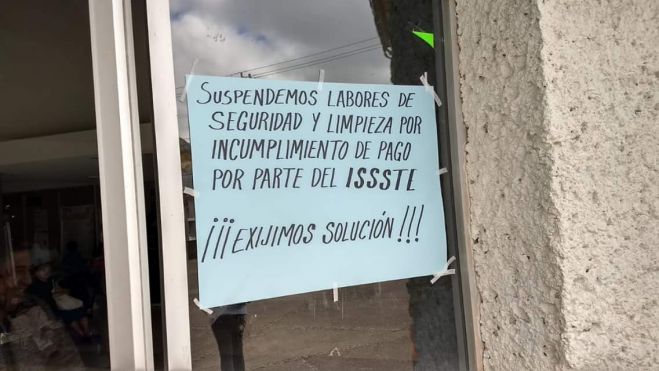 SUSPENDEMOS LABORES DE
SEGURIDAD Y LIMPIEZA POR
INCUMPLIMIENTO DE PAGO
POR PARTE DEL ISSSTE
¡¡¡EXIJIMOS SOLUCIÓN!!!